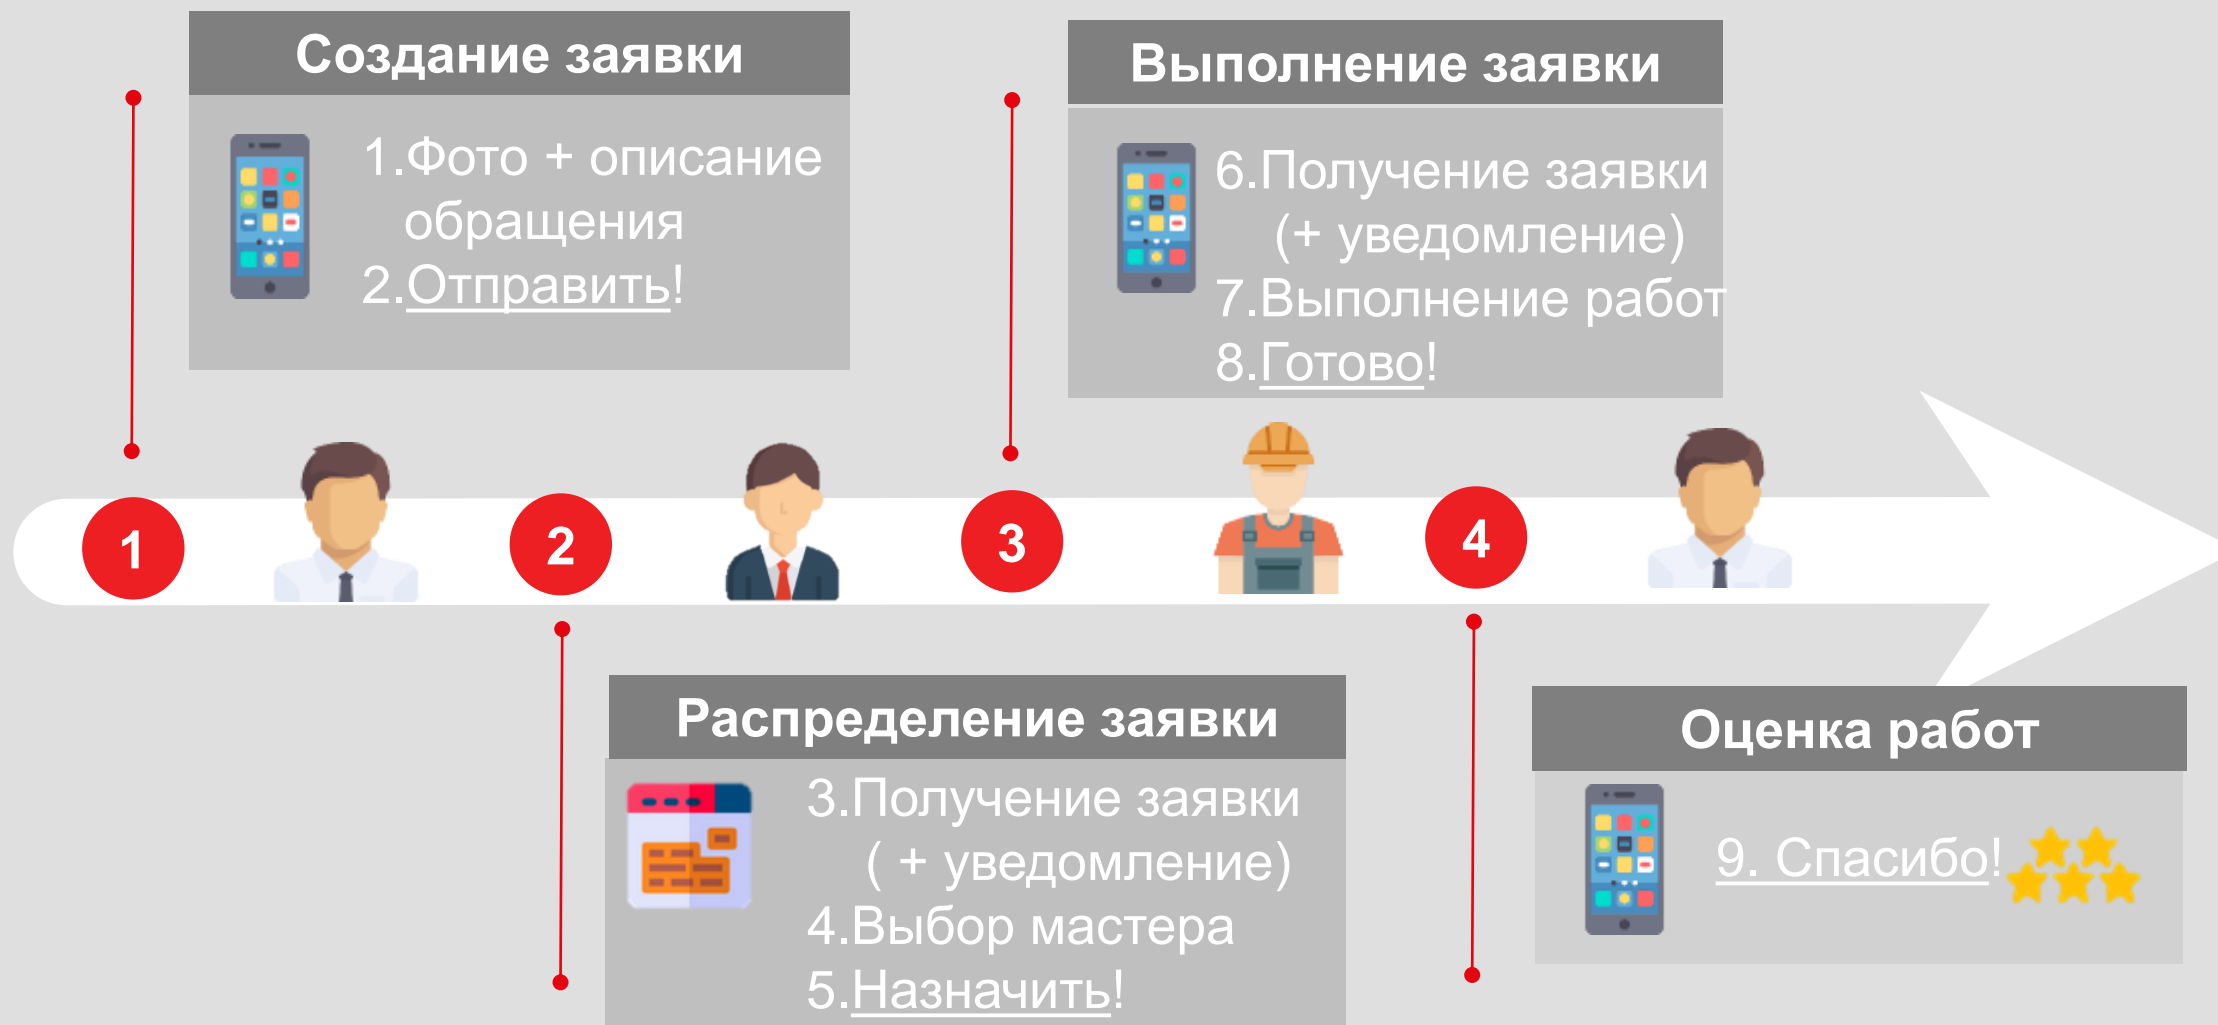 Создание заявки
1.Фото + описание
обращения
2.Отправить!
Выполнение заявки
6.Получение заявки
(+ уведомление)
7.Выполнение работ
8.Готово!
1
2
3
4
Распределение заявки
3.Получение заявки
( + уведомление)
4.Выбор мастера
5.Назначить!
Оценка работ
9. Спасибо!